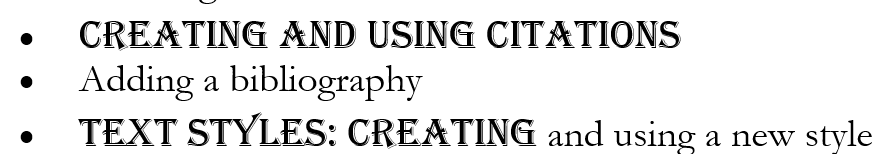 • CREATING AND USING CITATIONS
• Adding a bibliography
• TEXT STYLES: CREATING and using a new style